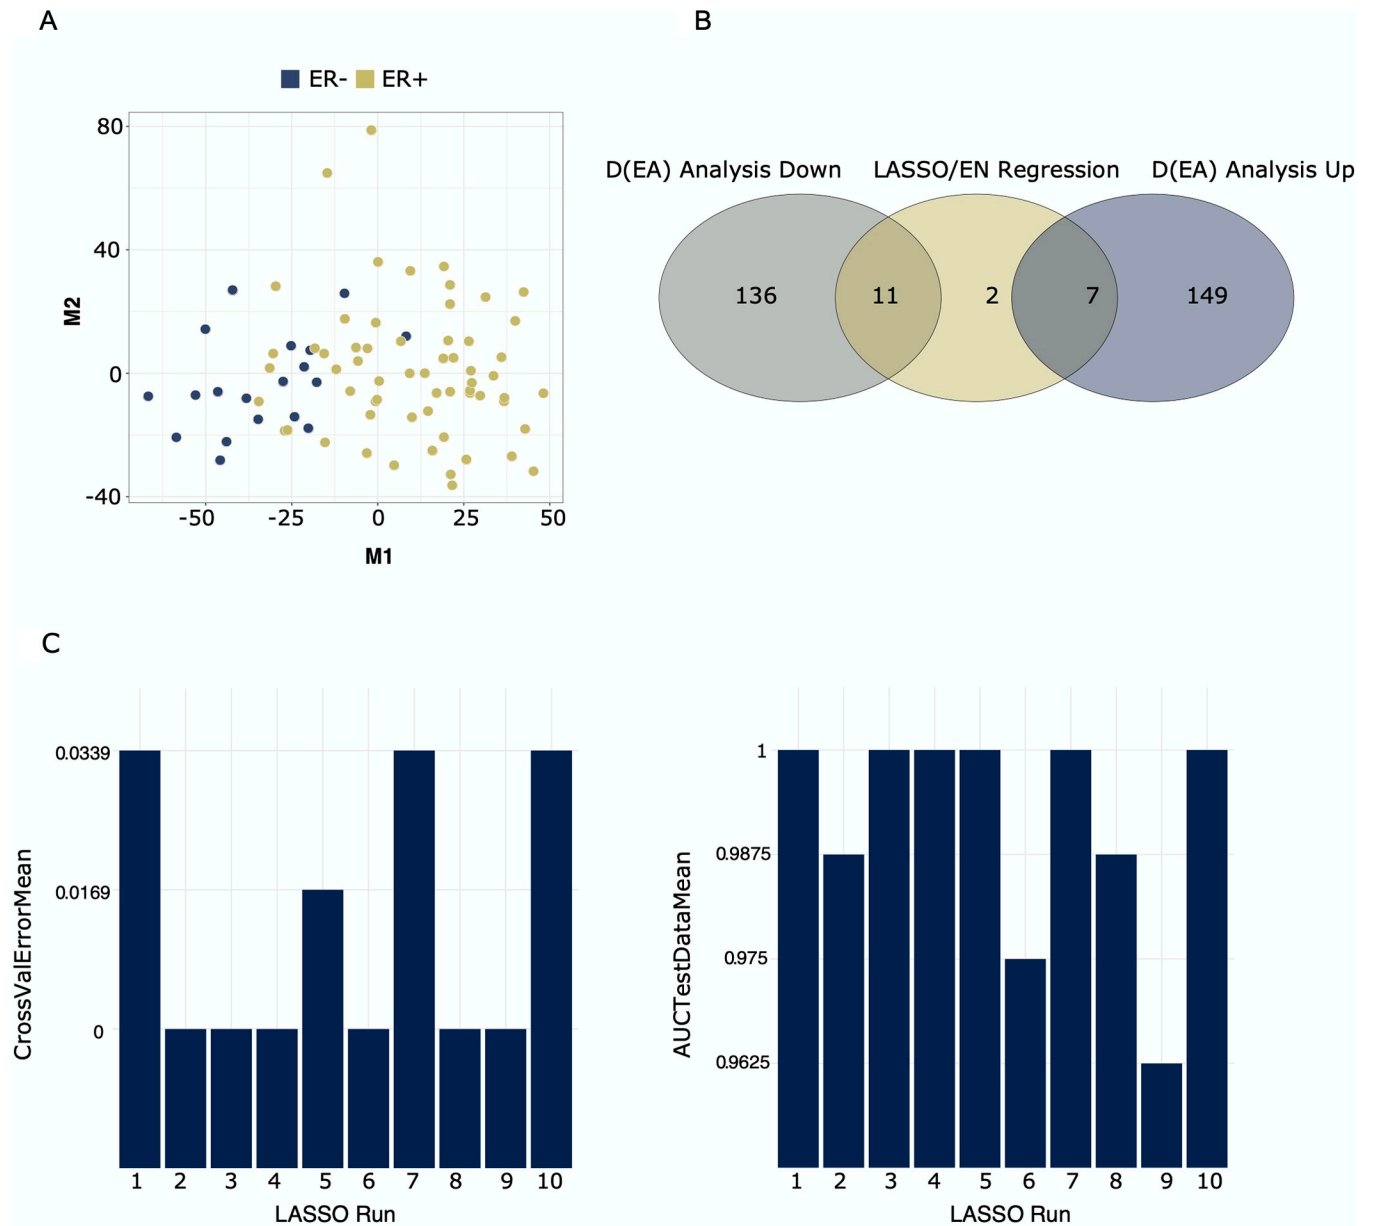 A
B
ER- ER+
80
40
0
-40
M2
-50 -25 0 25 50
M1
D(EA) Analysis Down LASSO/EN Regression D(EA) Analysis Up
136 11 2 7 149
C
0.0339
0.0169
0
CrossValErrorMean
1 2 3 4 5 6 7 8 9 10
LASSO Run
1
0.9875
0.975
0.9625
AUCTestDataMean
1 2 3 4 5 6 7 8 9 10
LASSO Run